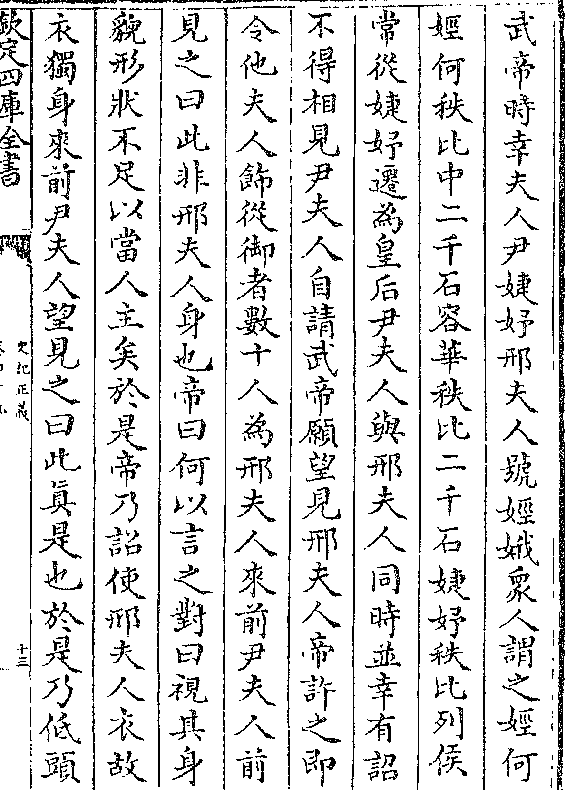 武帝時幸夫人尹婕妤邢夫人號娙娥衆人謂之娙何
娙何秩比中二千石容華秩比二千石婕妤秩比列侯
常從婕妤遷為皇后尹夫人與邢夫人同時並幸有詔
不得相見尹夫人自請武帝願望見邢夫人帝許之即
令他夫人飾從御者數十人為邢夫人來前尹夫人前
見之曰此非邢夫人身也帝曰何以言之對曰視其身
貌形狀不足以當人主矣於是帝乃詔使邢夫人衣故
衣獨身來前尹夫人望見之曰此真是也於是乃低頭
欽定四庫全書
史記正義
十三